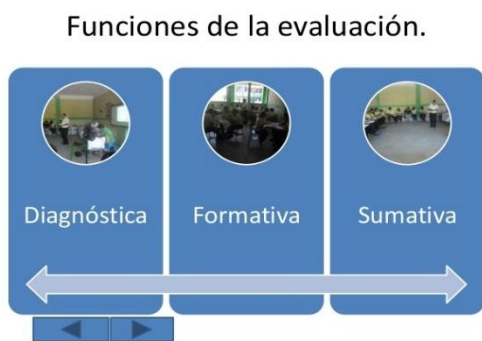 Funciones de la evaluación.
Diagnóstica
Formativa
Sumativa